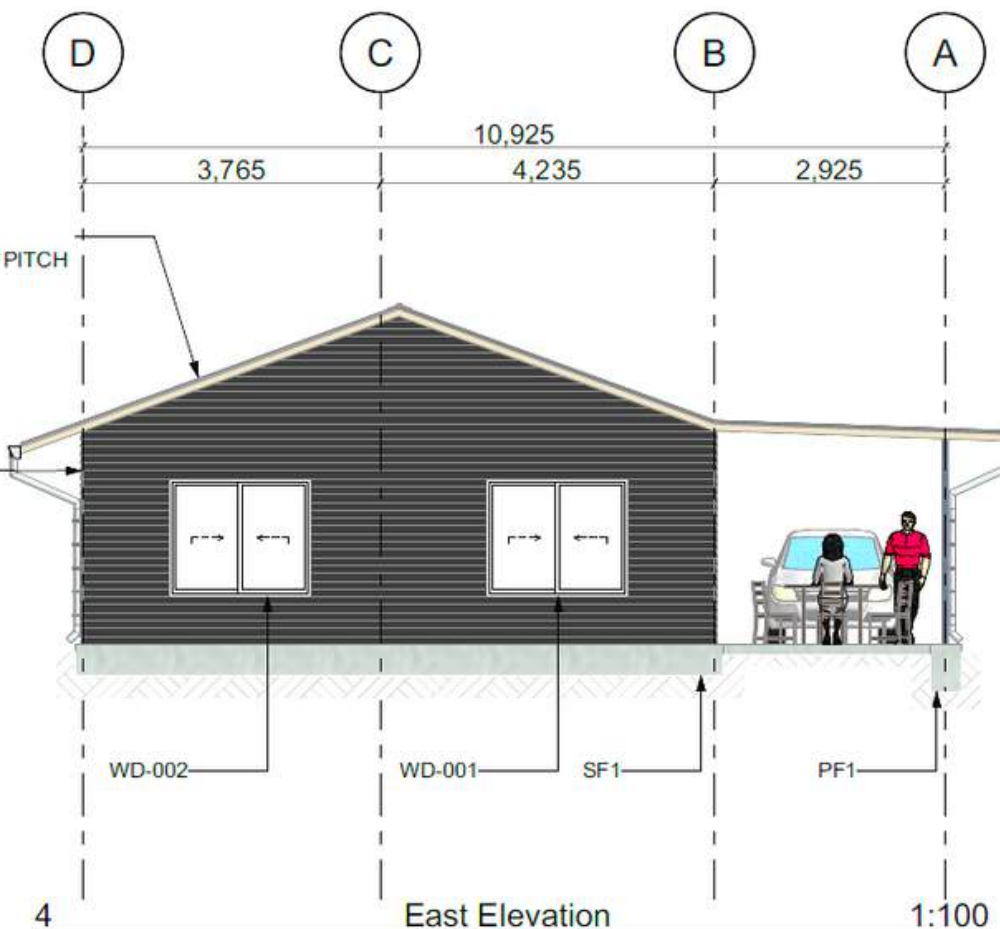 D C B A
10,925
3,765 4,235 2,925
PITCH
WD-002 WD-001 SF1 PF1
4 East Elevation 1:100